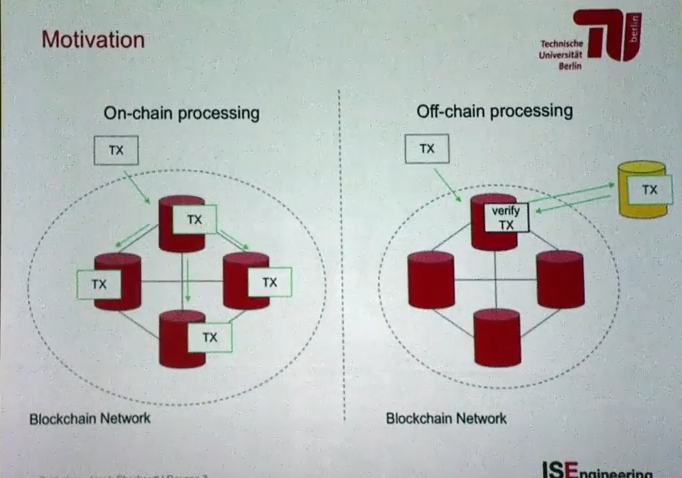 Motivation
Technische
Universität
Berlin
berlin
On-chain processing
TX
TX
TX
TX
TX
Blockchain Network
Off-chain processing
TX
verify
TX
TX
Blockchain Network
ISEngineering